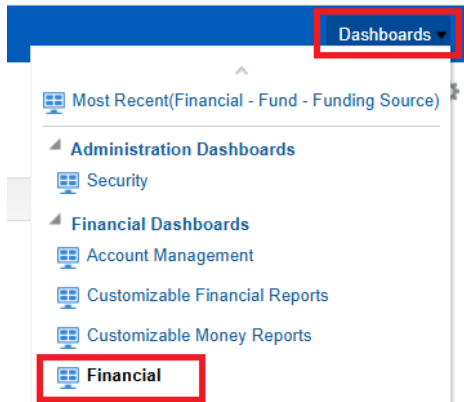 Dashboards
Most Recent(Financial - Fund - Funding Source)
Administration Dashboards
Security
Financial Dashboards
Account Management
Customizable Financial Reports
Customizable Money Reports
Financial